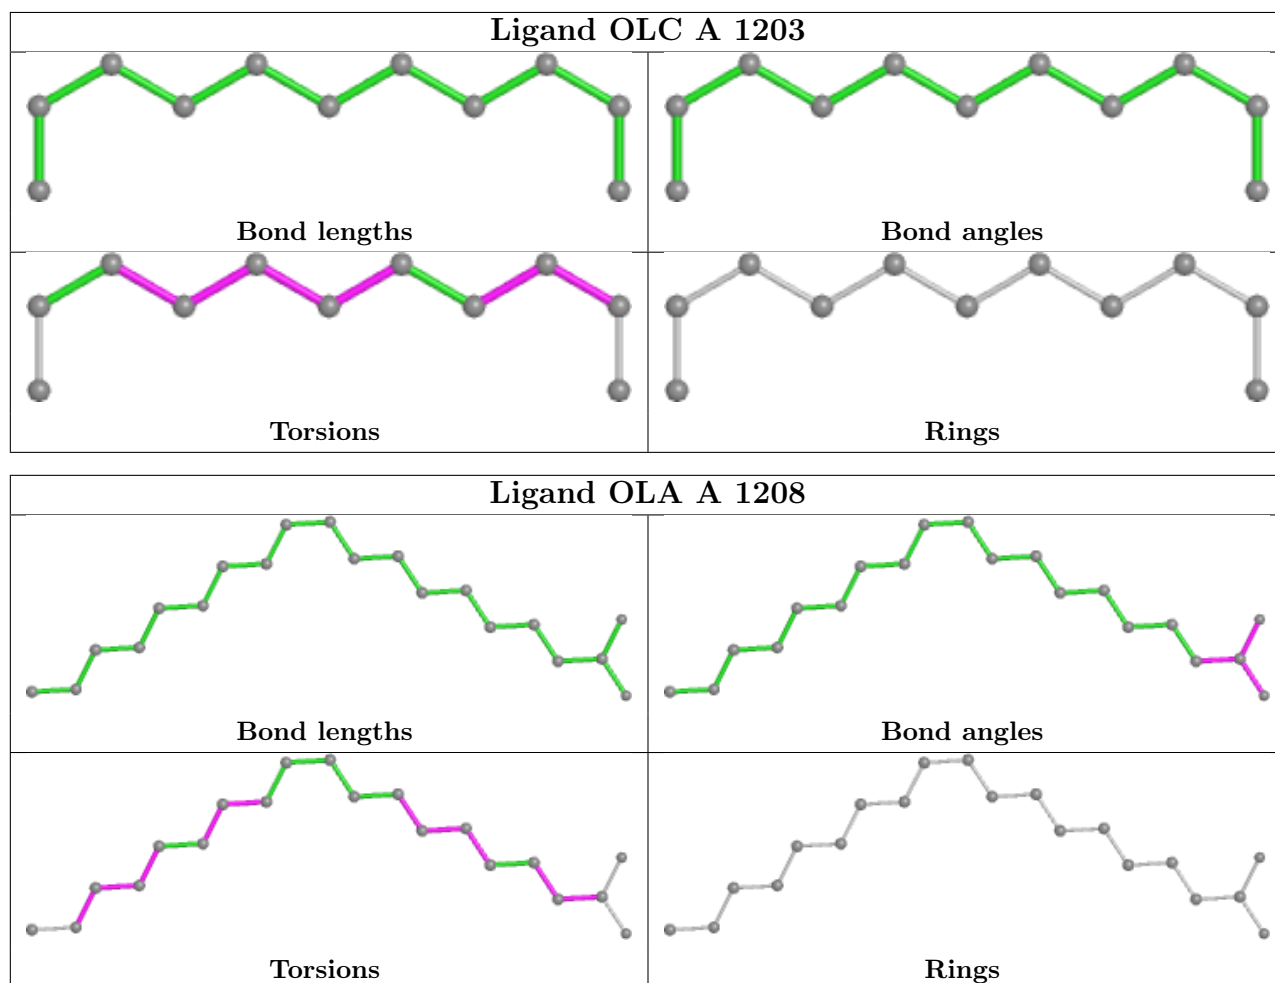 Ligand OLC A 1203
Bond lengths
Bond angles
Torsions
Rings
Ligand OLA A 1208
Bond lengths
Bond angles
Torsions
Rings